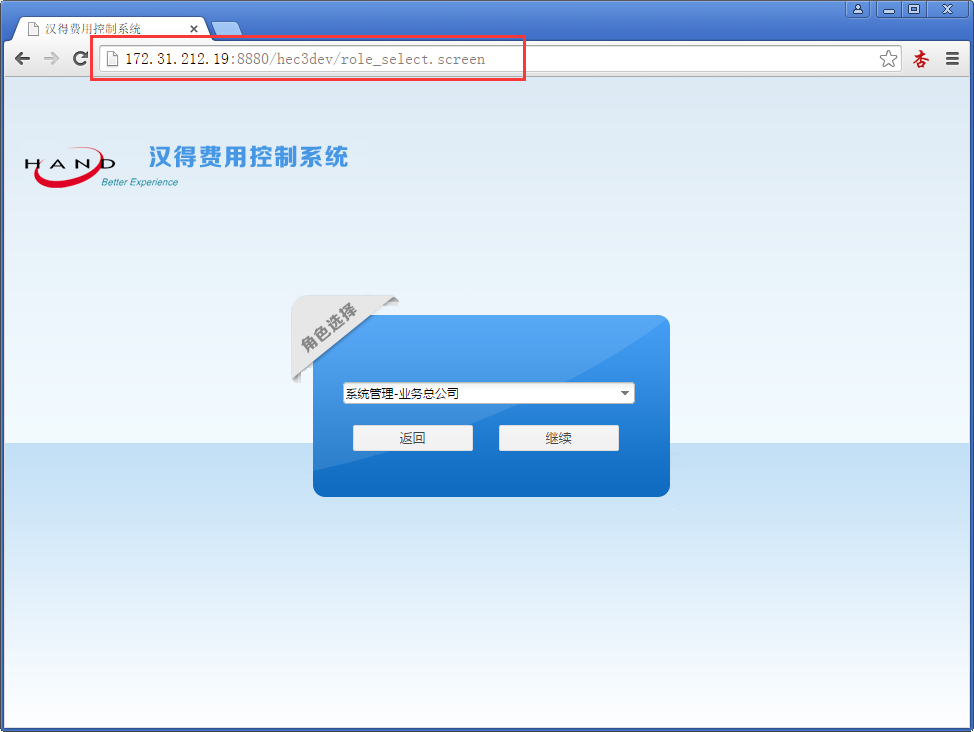 汉得费用控制系统
172.31.212.19:8880/hec3dev/role_select.screen
杏
HAND
汉得费用控制系统
Better Experience
角色选择
系统管理-业务总公司
返回
继续